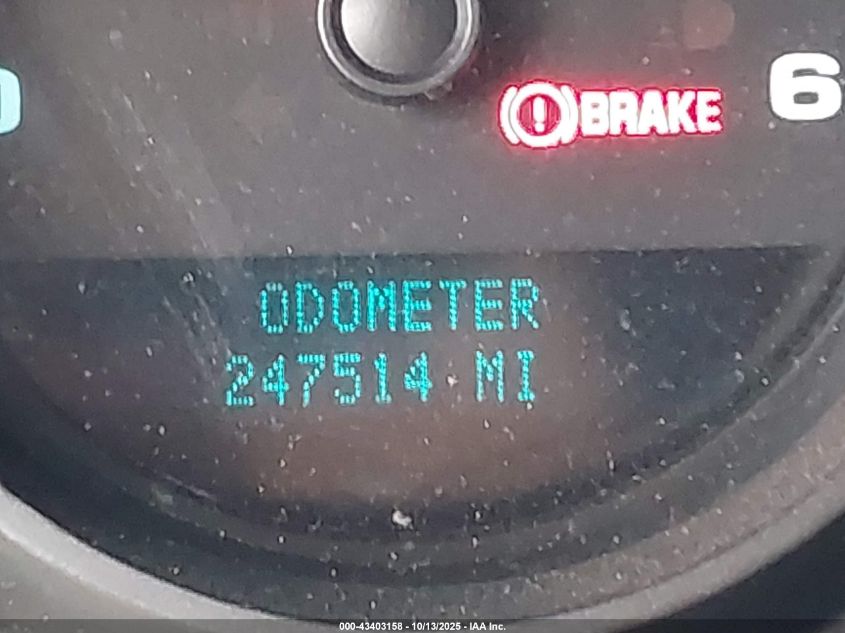 BRAKE 6
ODOMETER
247514 MI
000-43403158 - 10/13/2025 - IAA Inc.